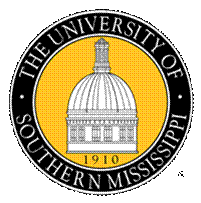 · THE UNIVERSITY OF ·
SOUTHERN MISSISSIPPI
1910